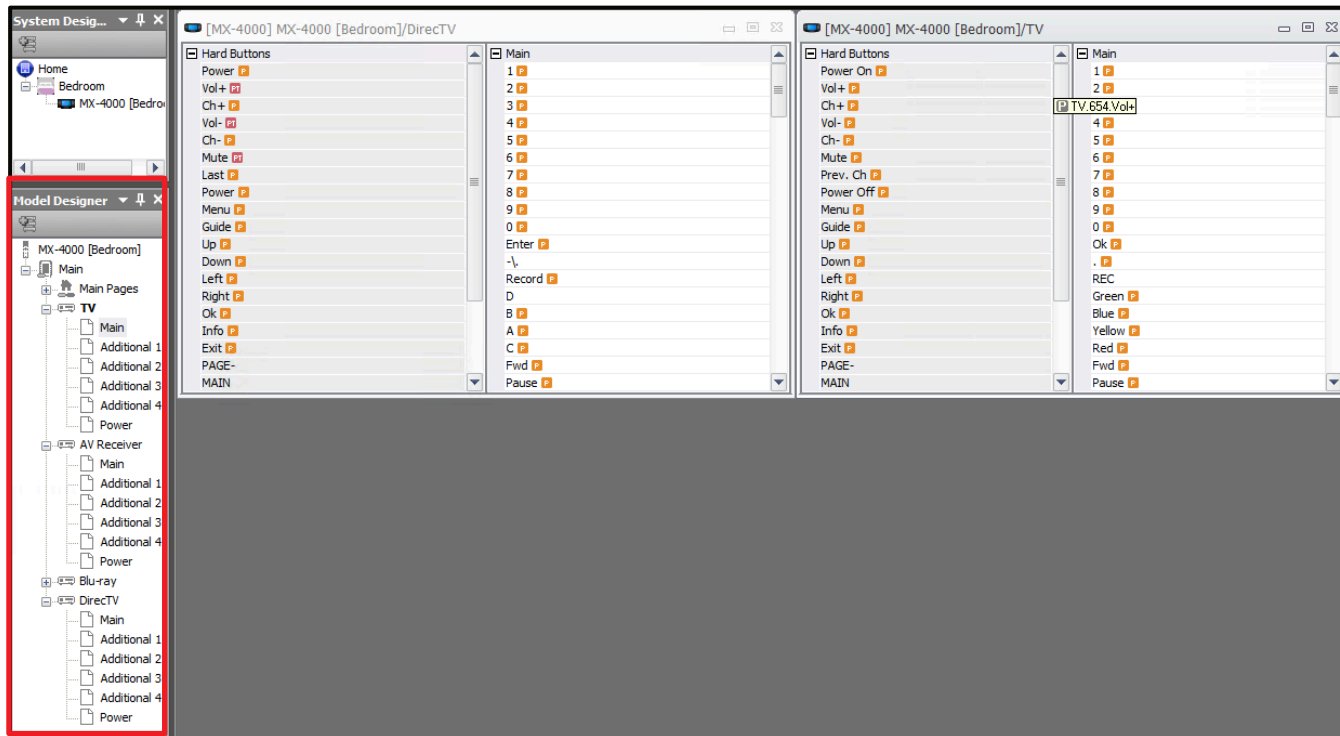 System Desig...
Home
Bedroom
MX-4000 [Bedro
Model Designer
MX-4000 [Bedroom]
Main
Main Pages
TV
Main
Additional 1
Additional 2
Additional 3
Additional 4
Power
AV Receiver
Main
Additional 1
Additional 2
Additional 3
Additional 4
Power
Blu-ray
DirecTV
Main
Additional 1
Additional 2
Additional 3
Additional 4
Power
[MX-4000] MX-4000 [Bedroom]/DirecTV
Hard Buttons
Power P
Vol+ PT
Ch+ P
Vol- PT
Ch- P
Mute PT
Last P
Power P
Menu P
Guide P
Up P
Down P
Left P
Right P
Ok P
Info P
Exit P
PAGE-
MAIN
Main
1 P
2 P
3 P
4 P
5 P
6 P
7 P
8 P
9 P
0 P
Enter P
-\.
Record P
D
B P
A P
C P
Fwd P
Pause P
[MX-4000] MX-4000 [Bedroom]/TV
Hard Buttons
Power On P
Vol+ P
Ch+ P
Vol- P
Ch- P
Mute P
Prev. Ch P
Power Off P
Menu P
Guide P
Up P
Down P
Left P
Right P
Ok P
Info P
Exit P
PAGE-
MAIN
Main
1 P
2 P
P TV.654.Vol+
4 P
5 P
6 P
7 P
8 P
9 P
0 P
Ok P
. P
REC
Green P
Blue P
Yellow P
Red P
Fwd P
Pause P